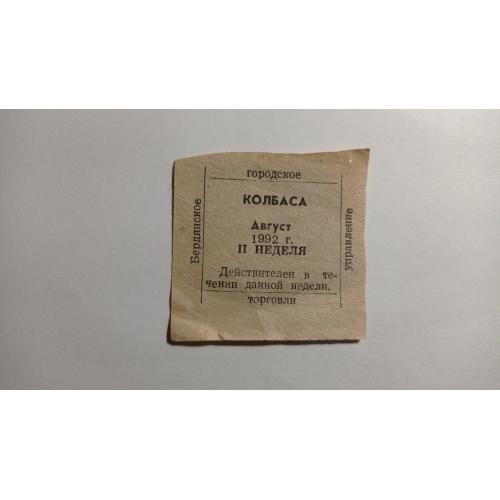 Бердянское
городское
управление
торговли
КОЛБАСА
Август
1992 г.
II НЕДЕЛЯ
Действителен в те-
чении данной недели.